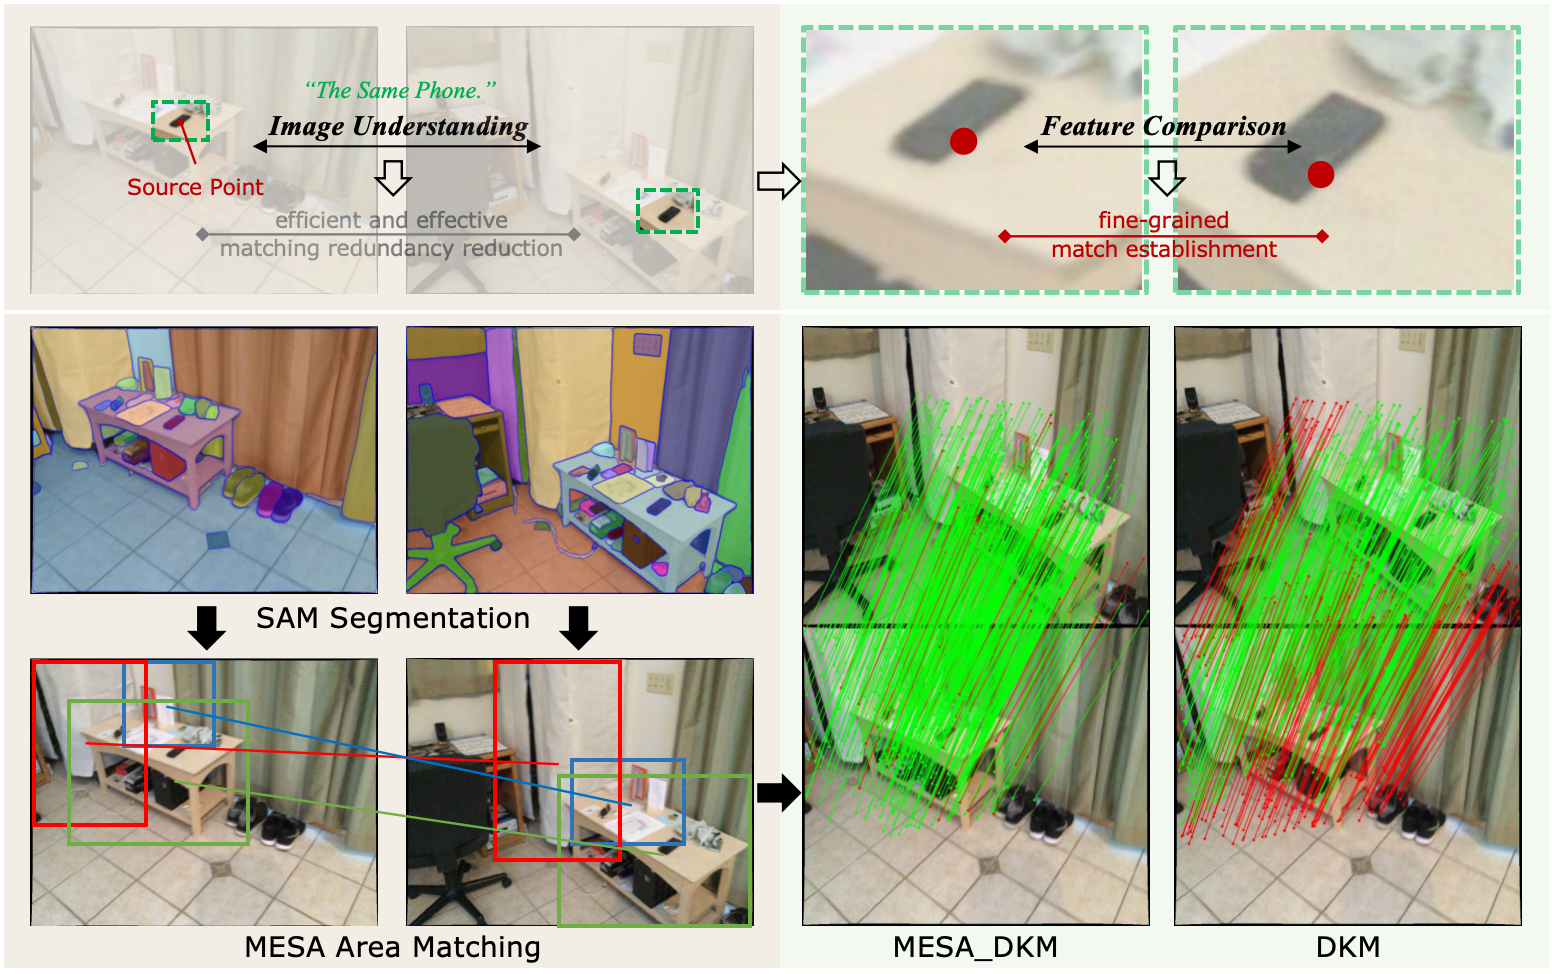 “The Same Phone.”
Image Understanding
Source Point
efficient and effective
matching redundancy reduction
Feature Comparison
fine-grained
match establishment
SAM Segmentation
MESA Area Matching
MESA_DKM
DKM